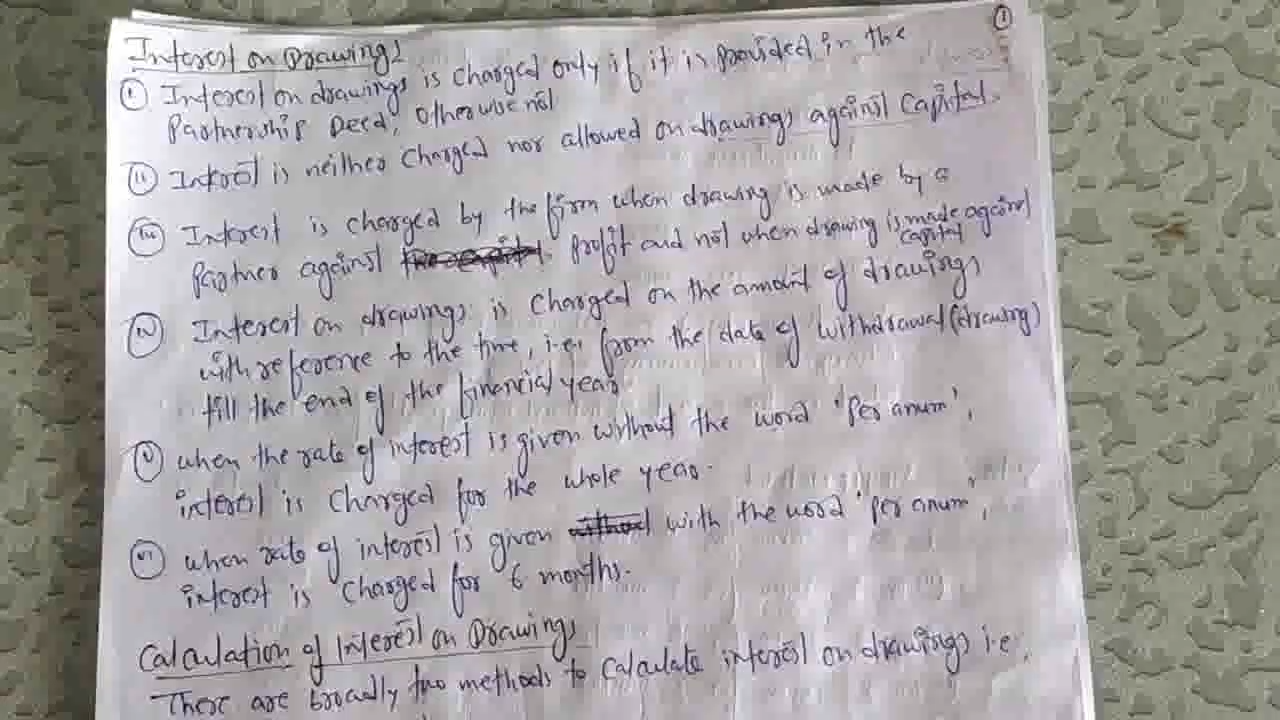 ①
Interest on Drawings
(i) Interest on drawings is charged only if it is provided in the
Partnership Deed, otherwise not
(ii) Interest is neither charged nor allowed on drawings against capital.
(iii) Interest is charged by the firm when drawing is made by a
partner against profit and not when drawing is made against
capital
(iv) Interest on drawings is charged on the amount of drawings
with reference to the time, i.e. from the date of withdrawal (drawing)
till the end of the financial year
(v) when the rate of interest is given without the word 'Per anum',
interest is charged for the whole year.
(vi) when rate of interest is given with the word 'per anum',
interest is charged for 6 months.
Calculation of Interest on Drawings
There are broadly two methods to calculate interest on drawings i.e.